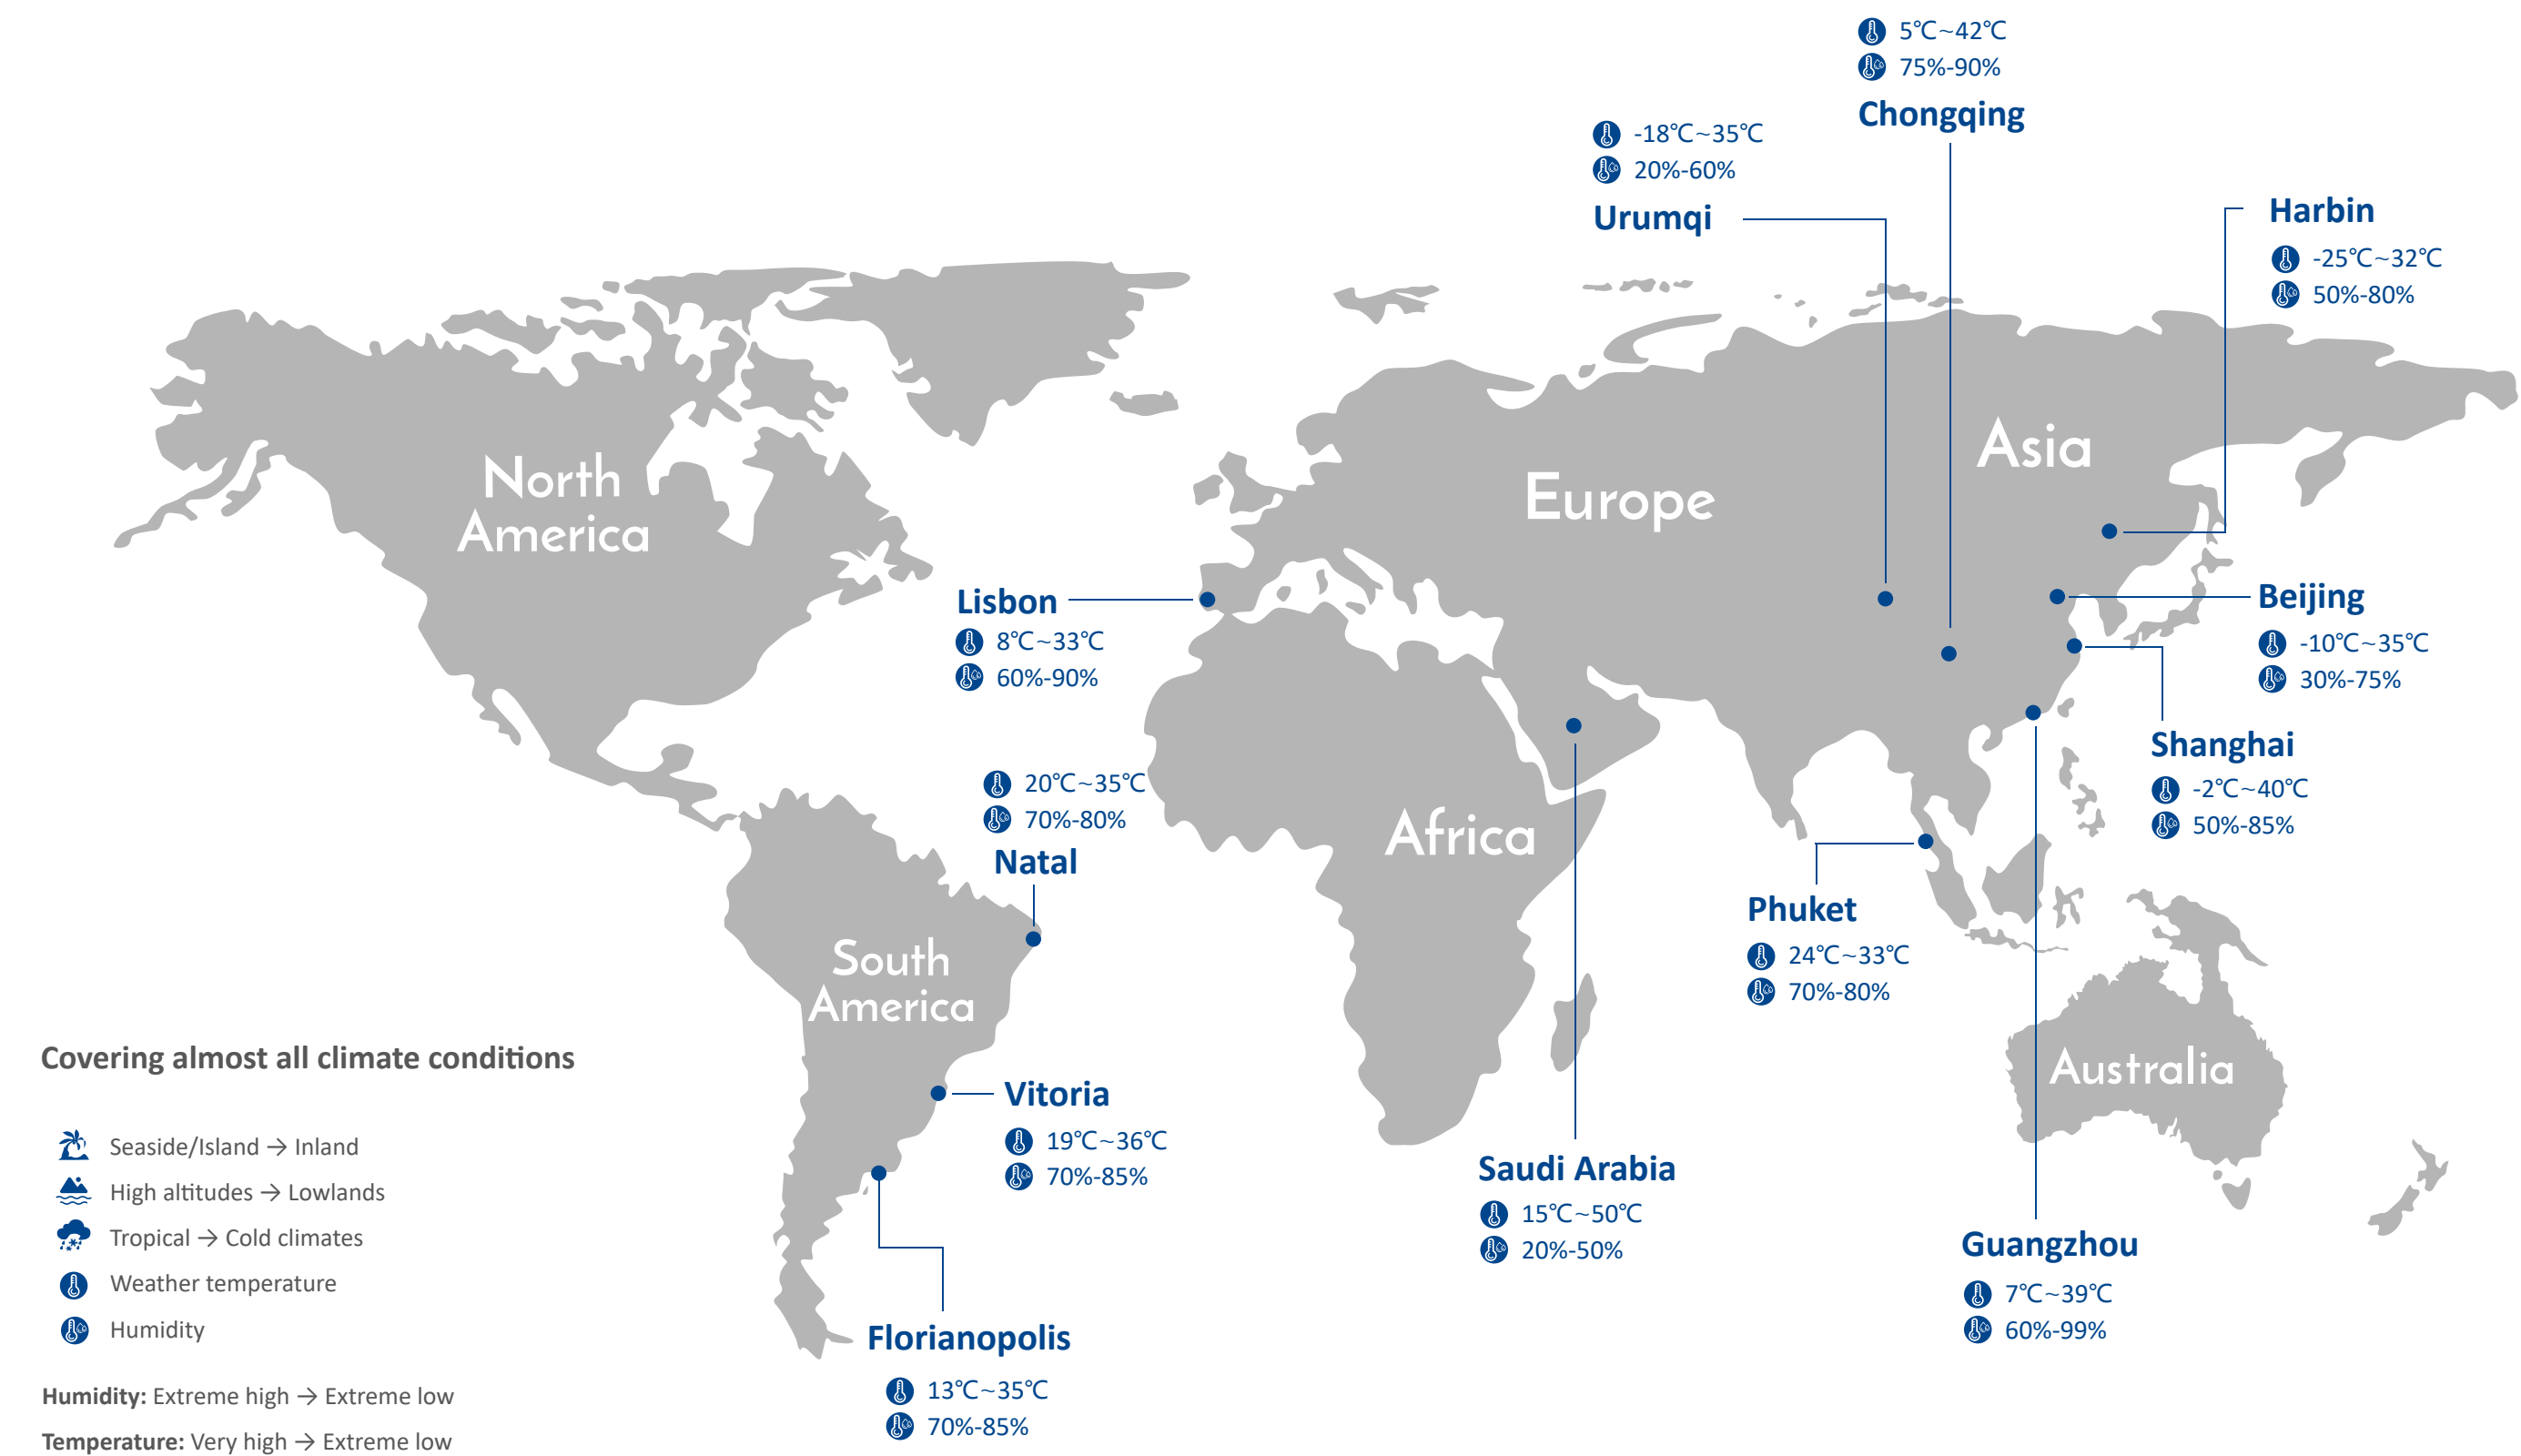 5℃~42℃
75%-90%
Chongqing
-18℃~35℃
20%-60%
Urumqi
Harbin
-25℃~32℃
50%-80%
North
America
Europe
Asia
Lisbon
8℃~33℃
60%-90%
Beijing
-10℃~35℃
30%-75%
Shanghai
-2℃~40℃
50%-85%
20℃~35℃
70%-80%
Natal
Africa
Phuket
24℃~33℃
70%-80%
South
America
Australia
Vitoria
19℃~36℃
70%-85%
Saudi Arabia
15℃~50℃
20%-50%
Guangzhou
7℃~39℃
60%-99%
Florianopolis
13℃~35℃
70%-85%
Covering almost all climate conditions
Seaside/Island → Inland
High altitudes → Lowlands
Tropical → Cold climates
Weather temperature
Humidity
Humidity: Extreme high → Extreme low
Temperature: Very high → Extreme low